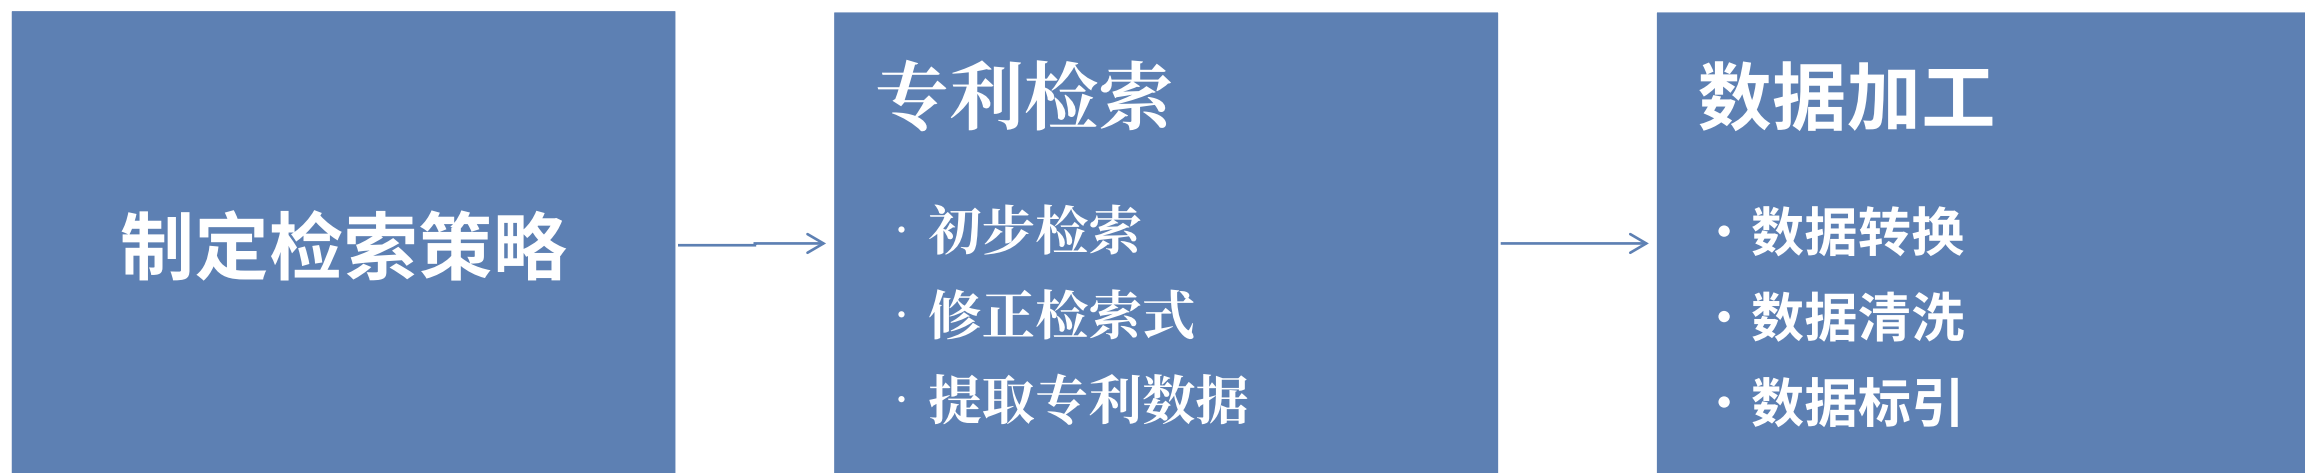 制定检索策略
专利检索
· 初步检索
· 修正检索式
· 提取专利数据
数据加工
• 数据转换
• 数据清洗
• 数据标引